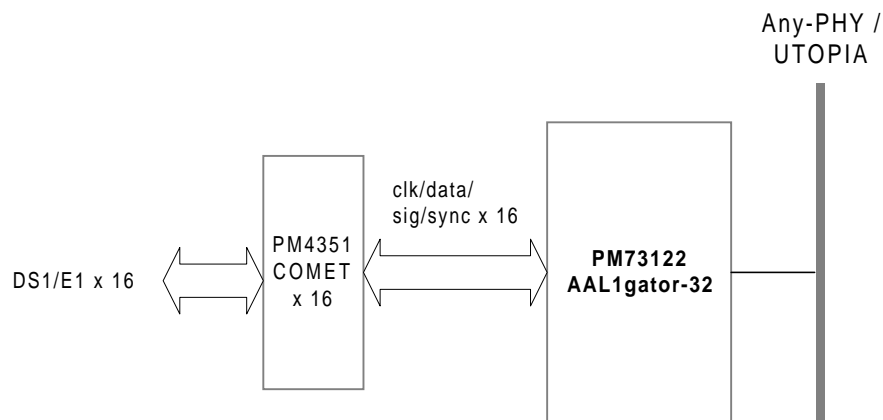 Any-PHY /
UTOPIA
clk/data/
sig/sync x 16
PM4351
COMET
x 16
DS1/E1 x 16
PM73122
AAL1gator-32